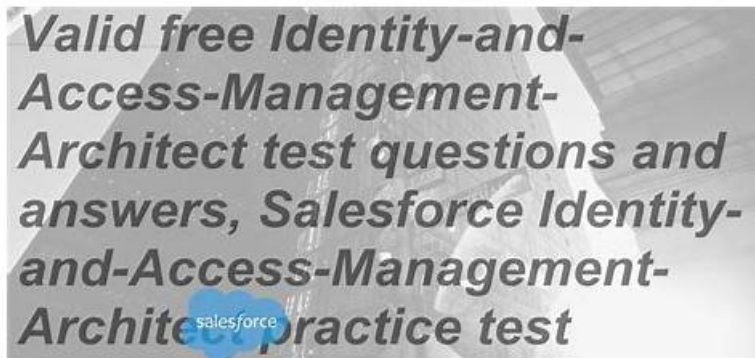 Valid free Identity-and-
Access-Management-
Architect test questions and
answers, Salesforce Identity-
and-Access-Management-
Architect practice test
salesforce